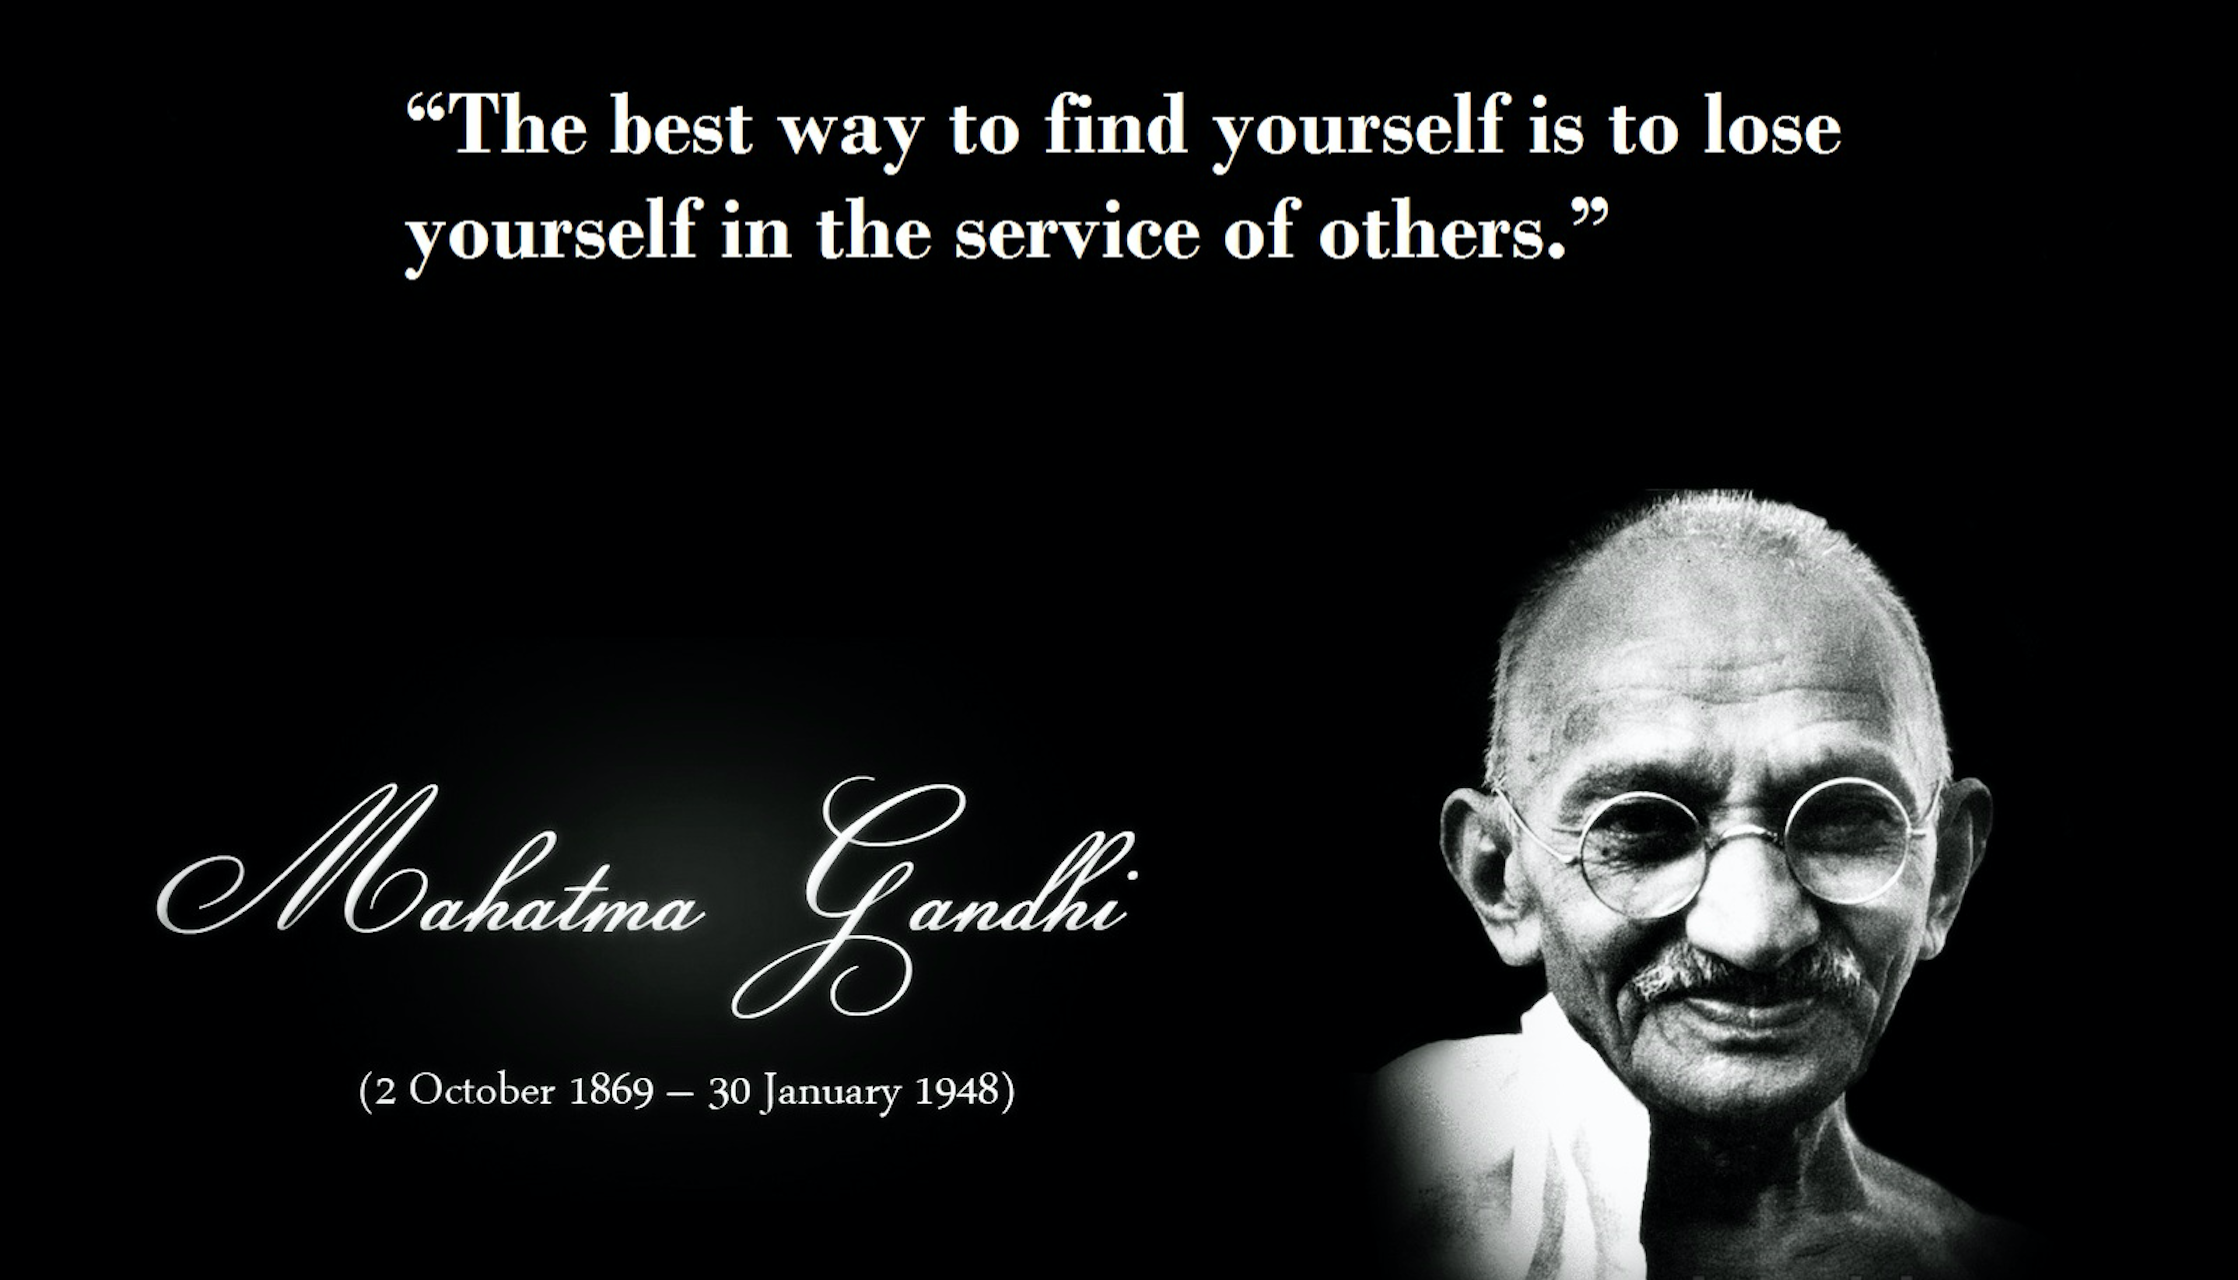 “The best way to find yourself is to lose
yourself in the service of others.”
Mahatma Gandhi
(2 October 1869 – 30 January 1948)